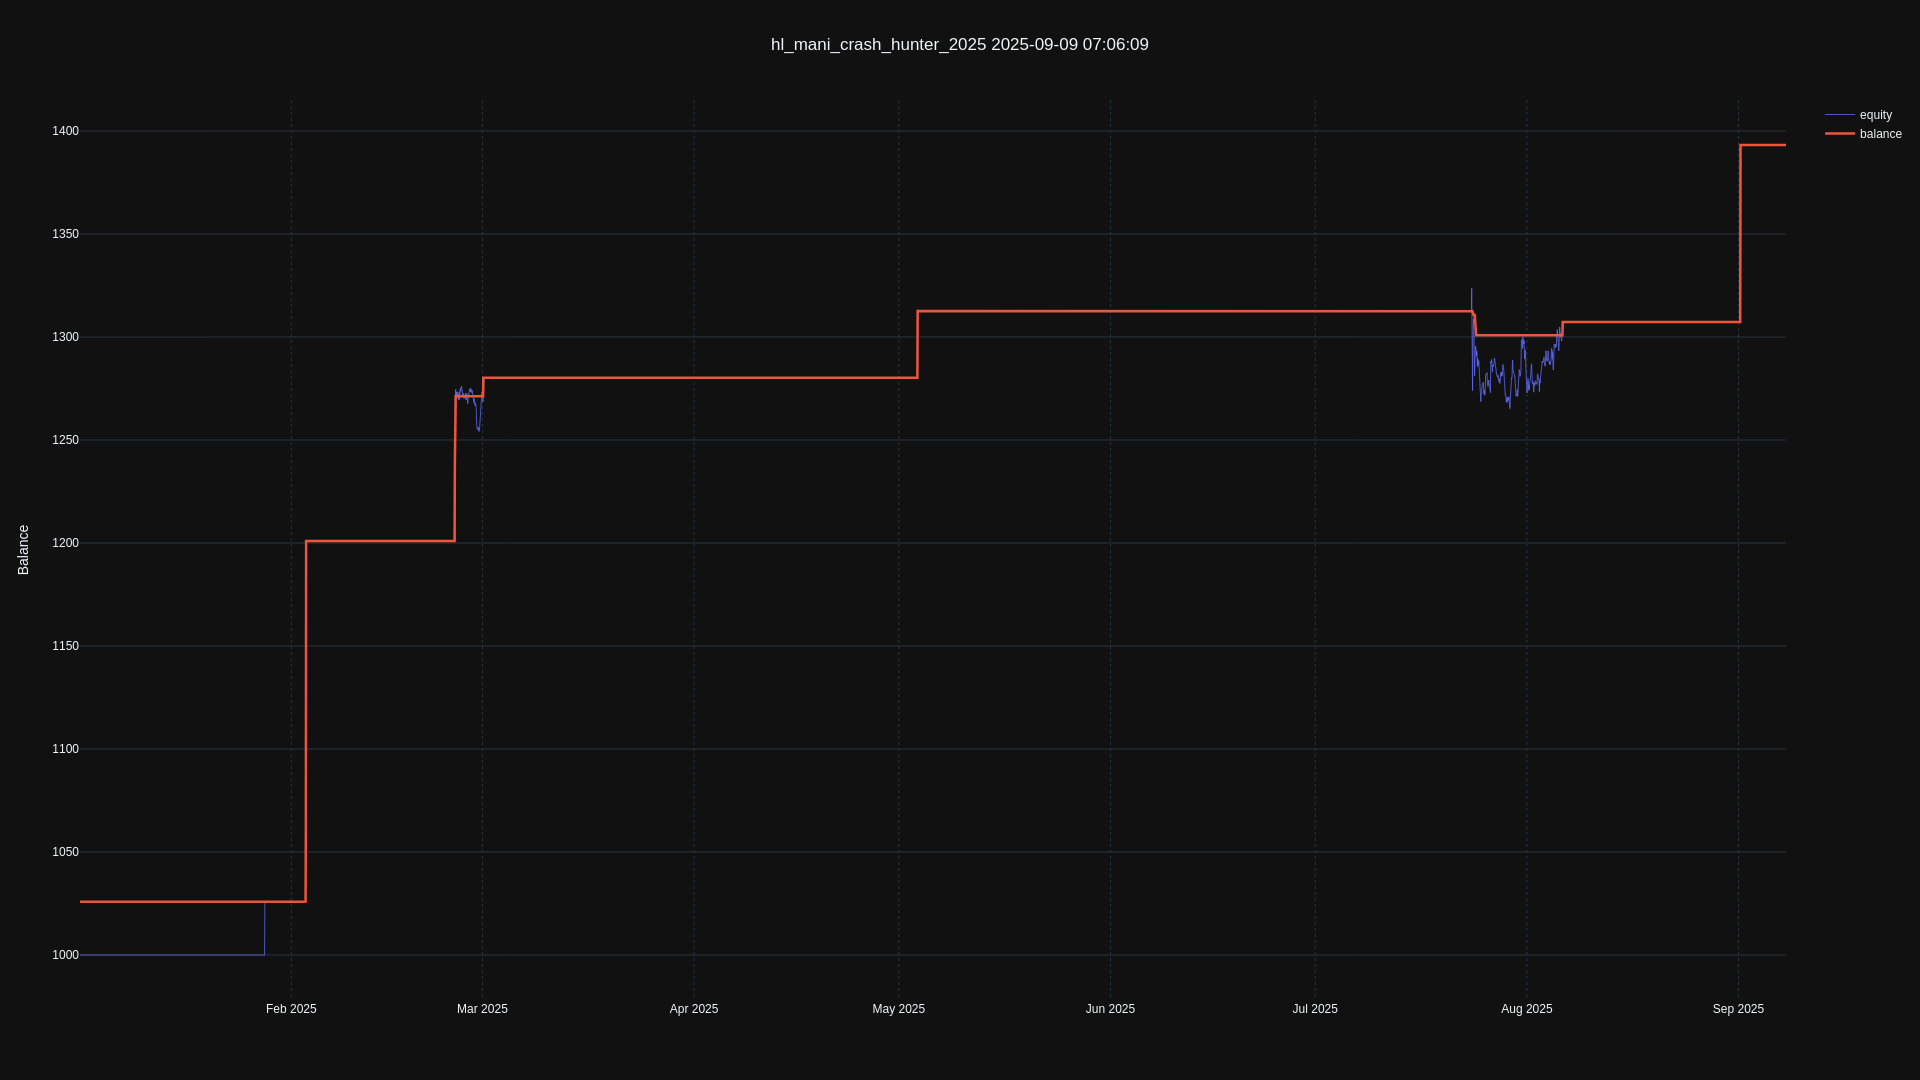 hl_mani_crash_hunter_2025 2025-09-09 07:06:09
equity
balance
1400
1350
1300
1250
1200
1150
1100
1050
1000
Balance
Feb 2025
Mar 2025
Apr 2025
May 2025
Jun 2025
Jul 2025
Aug 2025
Sep 2025